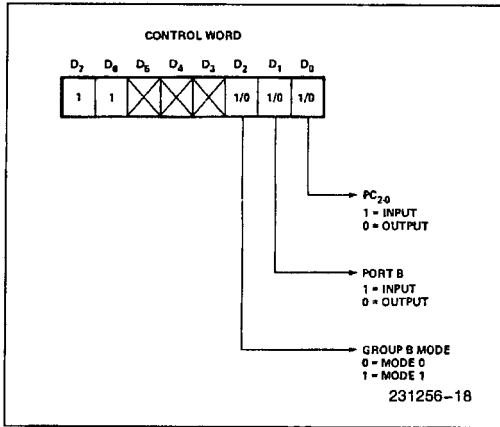 CONTROL WORD
D7 D6 D5 D4 D3 D2 D1 D0
1 1 1/0 1/0 1/0
PC2-0
1 = INPUT
0 = OUTPUT
PORT B
1 = INPUT
0 = OUTPUT
GROUP B MODE
0 = MODE 0
1 = MODE 1
231256-18